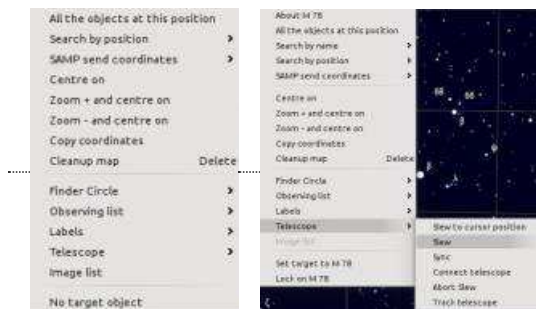 All the objects at this position
Search by position
SAMP send coordinates
Centre on
Zoom + and centre on
Zoom - and centre on
Copy coordinates
Cleanup map Delete
Finder Circle
Observing list
Labels
Telescope
Image list
No target object
About M 78
All the objects at this position
Search by name
Search by position
SAMP send coordinates
Centre on
Zoom + and centre on
Zoom - and centre on
Copy coordinates
Cleanup map Delete
Finder Circle
Observing list
Labels
Telescope
Image list
Set target to M 78
Lock on M 78
Slew to cursor position
Slew
Sync
Connect telescope
Abort Slew
Track telescope